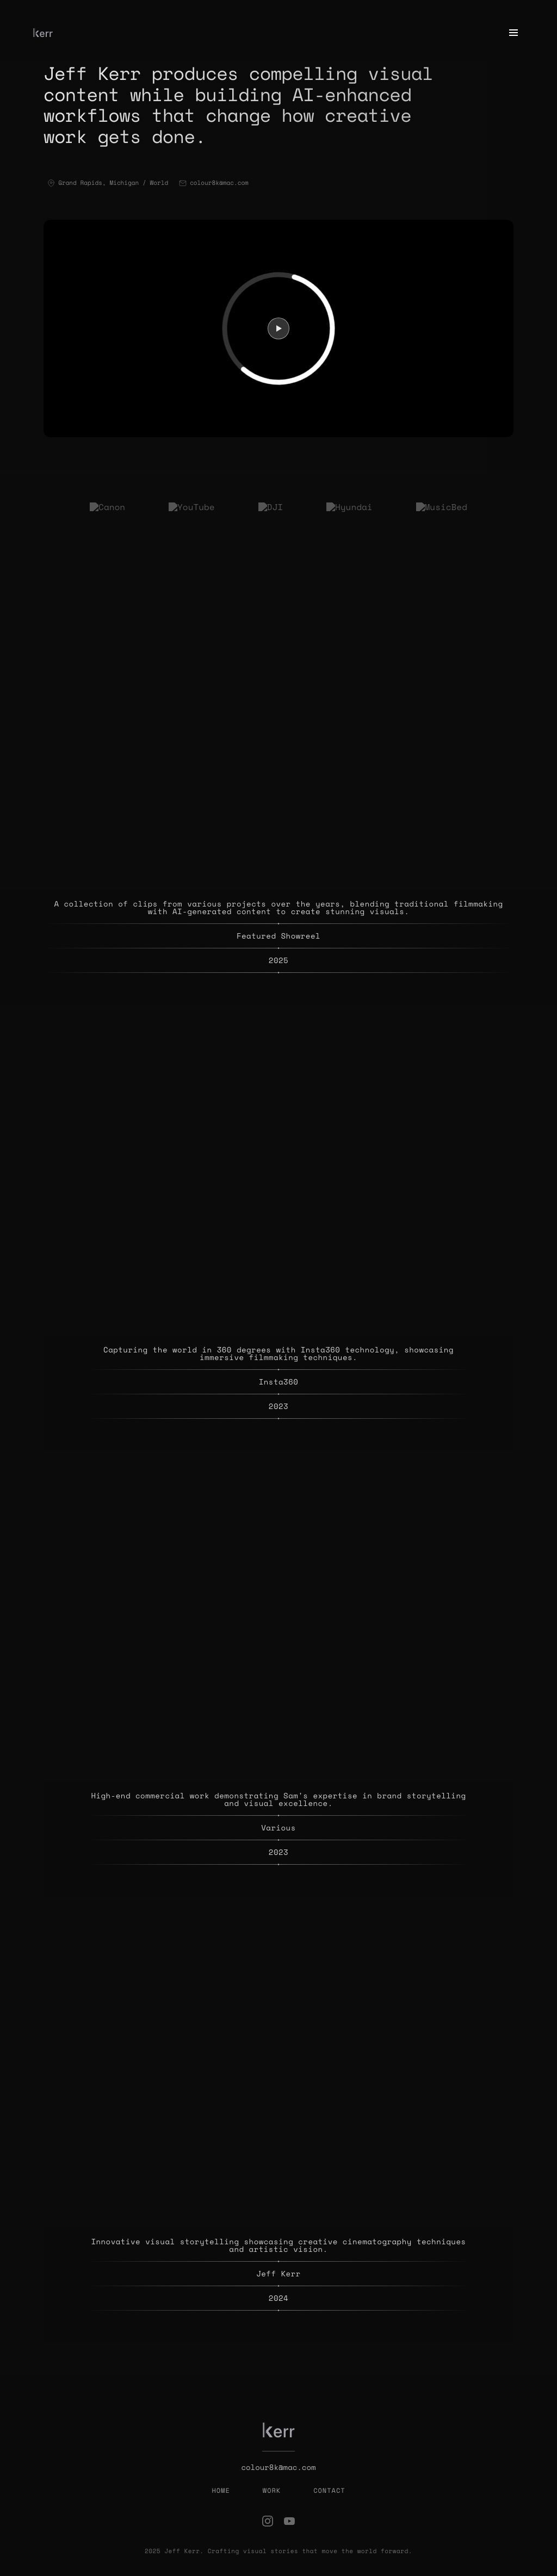 kerr
Jeff Kerr produces compelling visual
content while building AI-enhanced
workflows that change how creative
work gets done.
Grand Rapids, Michigan / World
colour8k@mac.com
Canon
YouTube
DJI
Hyundai
MusicBed
A collection of clips from various projects over the years, blending traditional filmmaking
with AI-generated content to create stunning visuals.
Featured Showreel
2025
Capturing the world in 360 degrees with Insta360 technology, showcasing
immersive filmmaking techniques.
Insta360
2023
High-end commercial work demonstrating Sam's expertise in brand storytelling
and visual excellence.
Various
2023
Innovative visual storytelling showcasing creative cinematography techniques
and artistic vision.
Jeff Kerr
2024
kerr
colour8k@mac.com
HOME WORK CONTACT
2025 Jeff Kerr. Crafting visual stories that move the world forward.